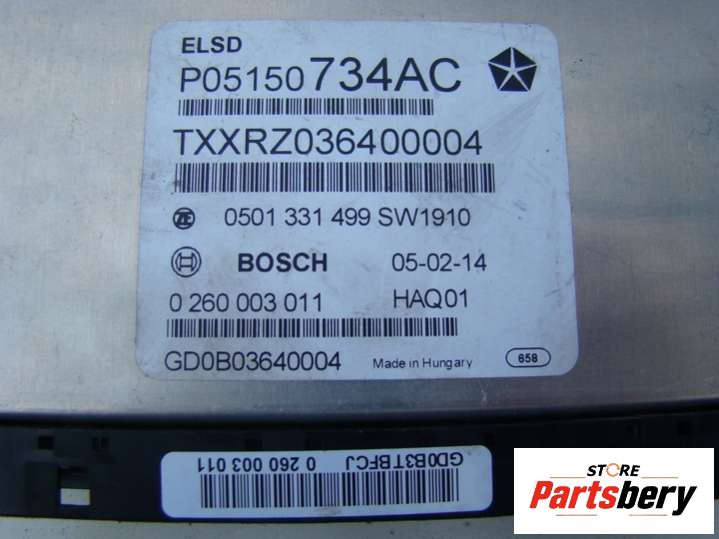 ELSD
P05150734AC
TXXRZ036400004
ZF 0501 331 499 SW1910
BOSCH 05-02-14
0 260 003 011 HAQ01
GD0B03640004 Made in Hungary 658
GD0B3TBFCJ 0 260 003 011
STORE
Partsbery